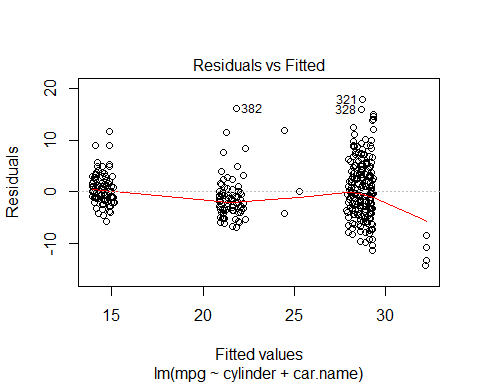 Residuals vs Fitted
Residuals
20
10
0
-10
321
328
382
15
20
25
30
Fitted values
lm(mpg ~ cylinder + car.name)